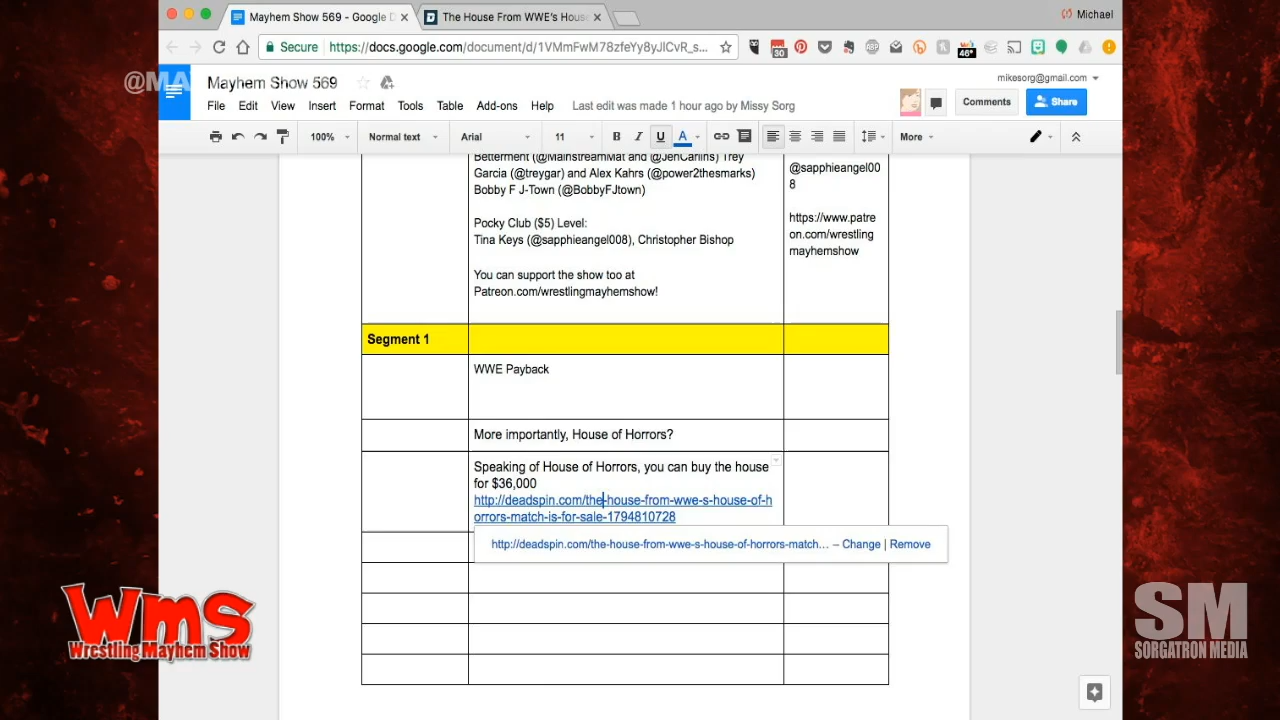 Mayhem Show 569 - Google D
The House From WWE's Hous
Michael
Secure
https://docs.google.com/document/d/1VMmFwM78zfeYy8yJlCvR_s...
30
ABP
46°
@MA
Mayhem Show 569
mikesorg@gmail.com
File Edit View Insert Format Tools Table Add-ons Help
Last edit was made 1 hour ago by Missy Sorg
Comments
Share
100%
Normal text
Arial
11
B I U A
More
Betterment (@MainstreamMat and @JenCarlins) Trey
Garcia (@treygar) and Alex Kahrs (@power2thesmarks)
Bobby F J-Town (@BobbyFJtown)
Pocky Club ($5) Level:
Tina Keys (@sapphieangel008), Christopher Bishop
You can support the show too at
Patreon.com/wrestlingmayhemshow!
@sapphieangel00
8
https://www.patre
on.com/wrestling
mayhemshow
Segment 1
WWE Payback
More importantly, House of Horrors?
Speaking of House of Horrors, you can buy the house
for $36,000
http://deadspin.com/the-house-from-wwe-s-house-of-h
orrors-match-is-for-sale-1794810728
http://deadspin.com/the-house-from-wwe-s-house-of-horrors-match... – Change | Remove
WmS
Wrestling Mayhem Show
SM
SORGATRON MEDIA